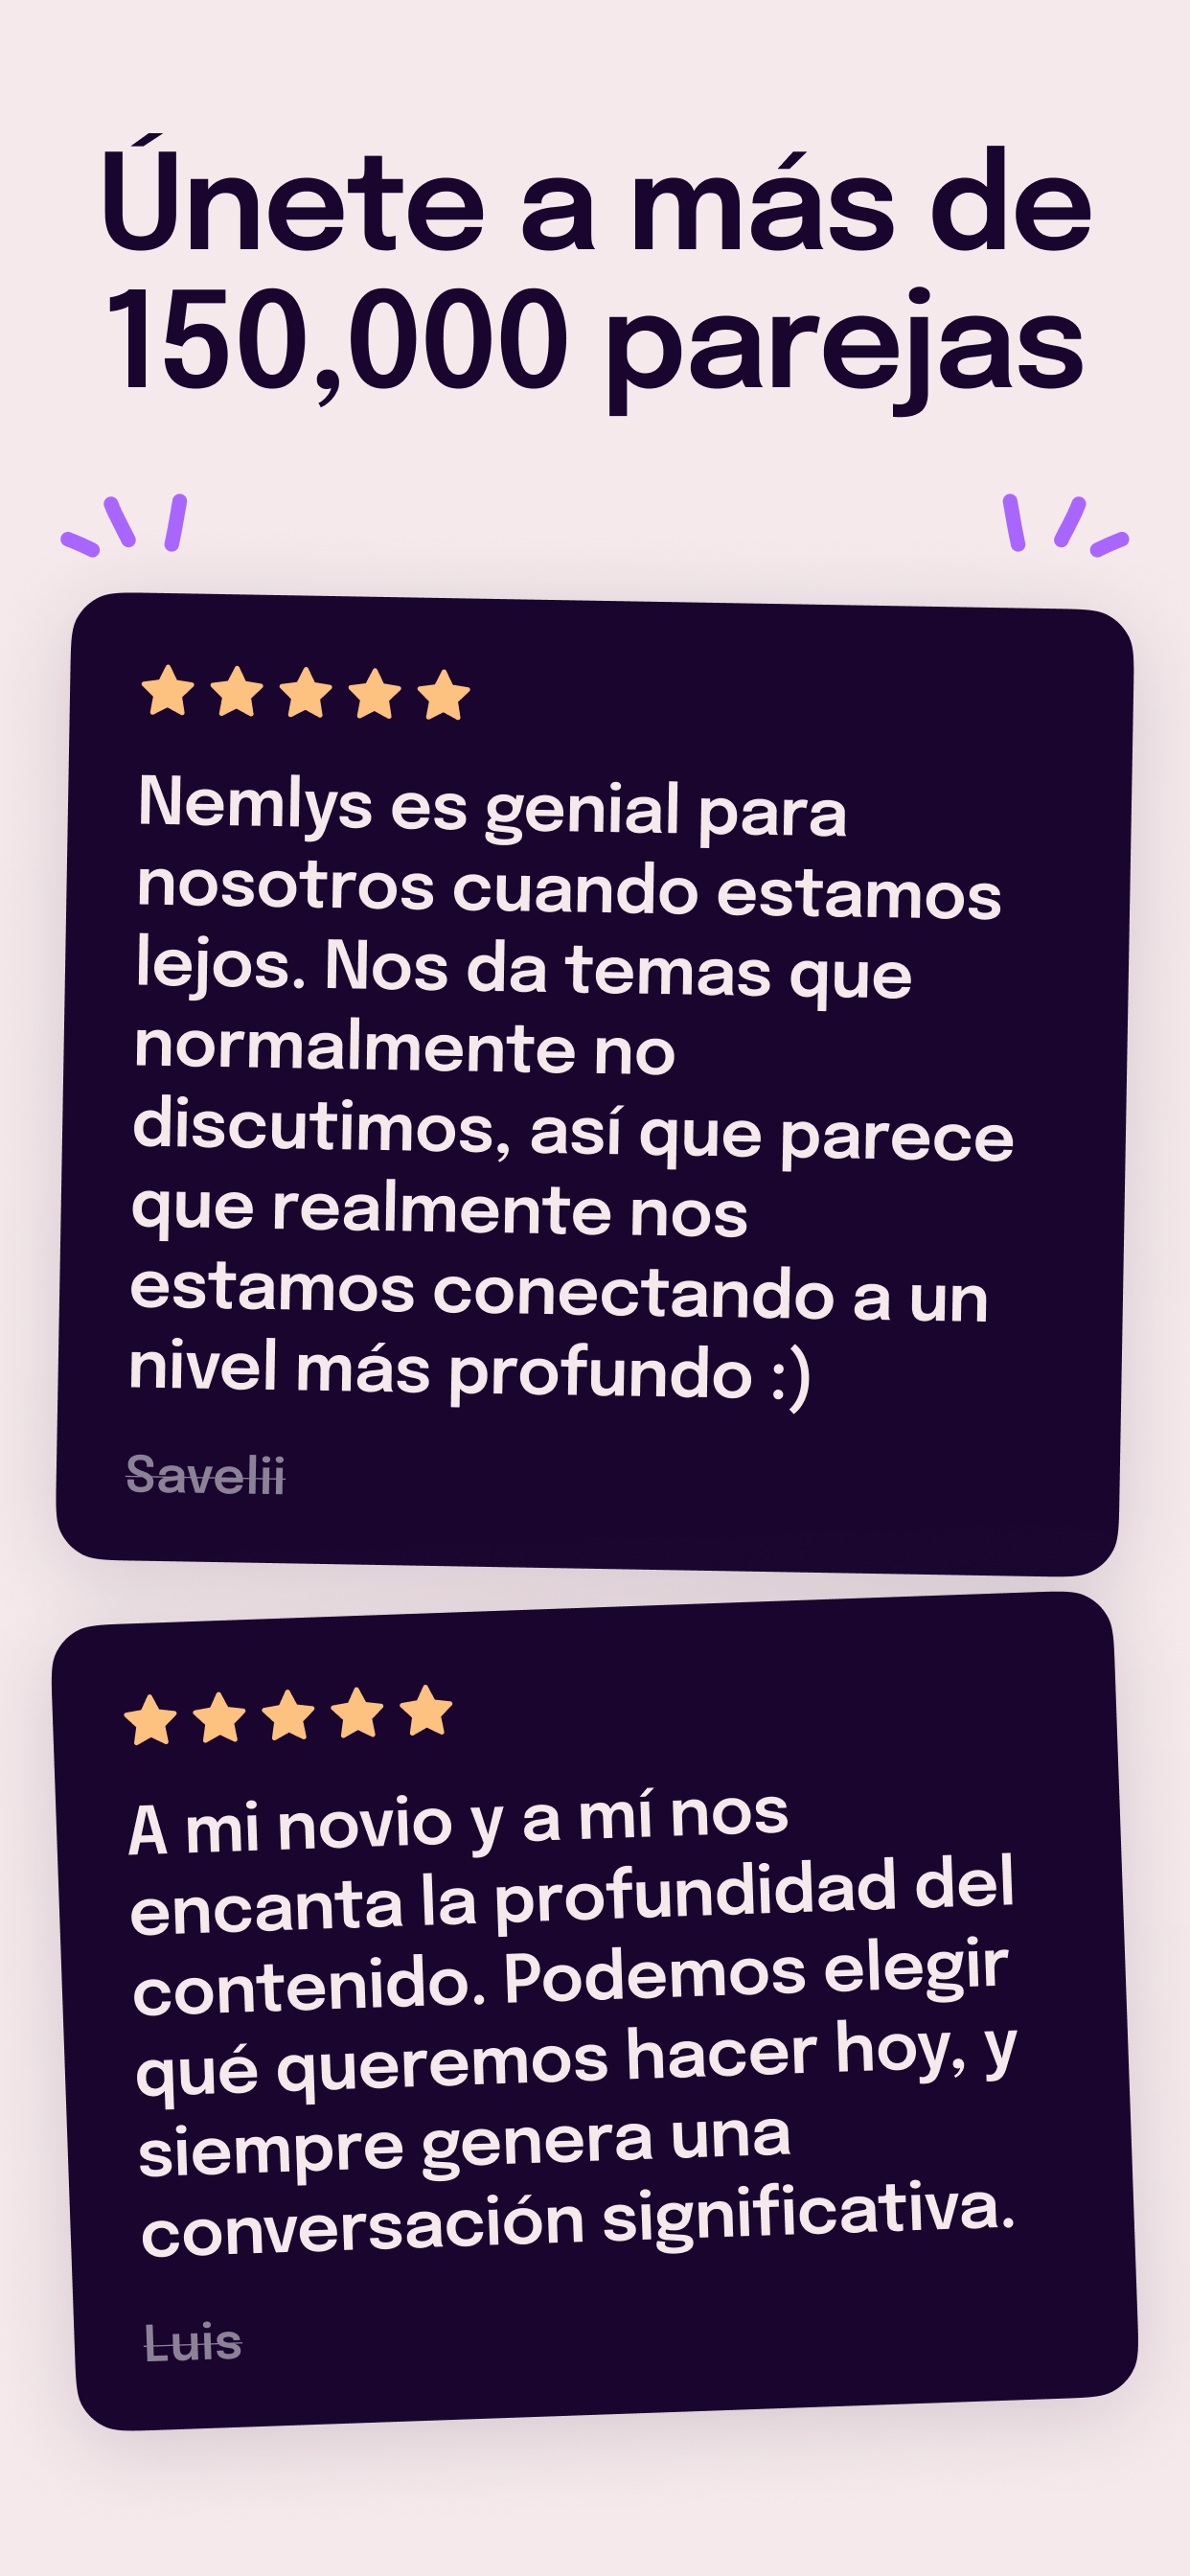 Únete a más de
150,000 parejas
Nemlys es genial para
nosotros cuando estamos
lejos. Nos da temas que
normalmente no
discutimos, así que parece
que realmente nos
estamos conectando a un
nivel más profundo :)
Savelii
A mi novio y a mí nos
encanta la profundidad del
contenido. Podemos elegir
qué queremos hacer hoy, y
siempre genera una
conversación significativa.
Luis